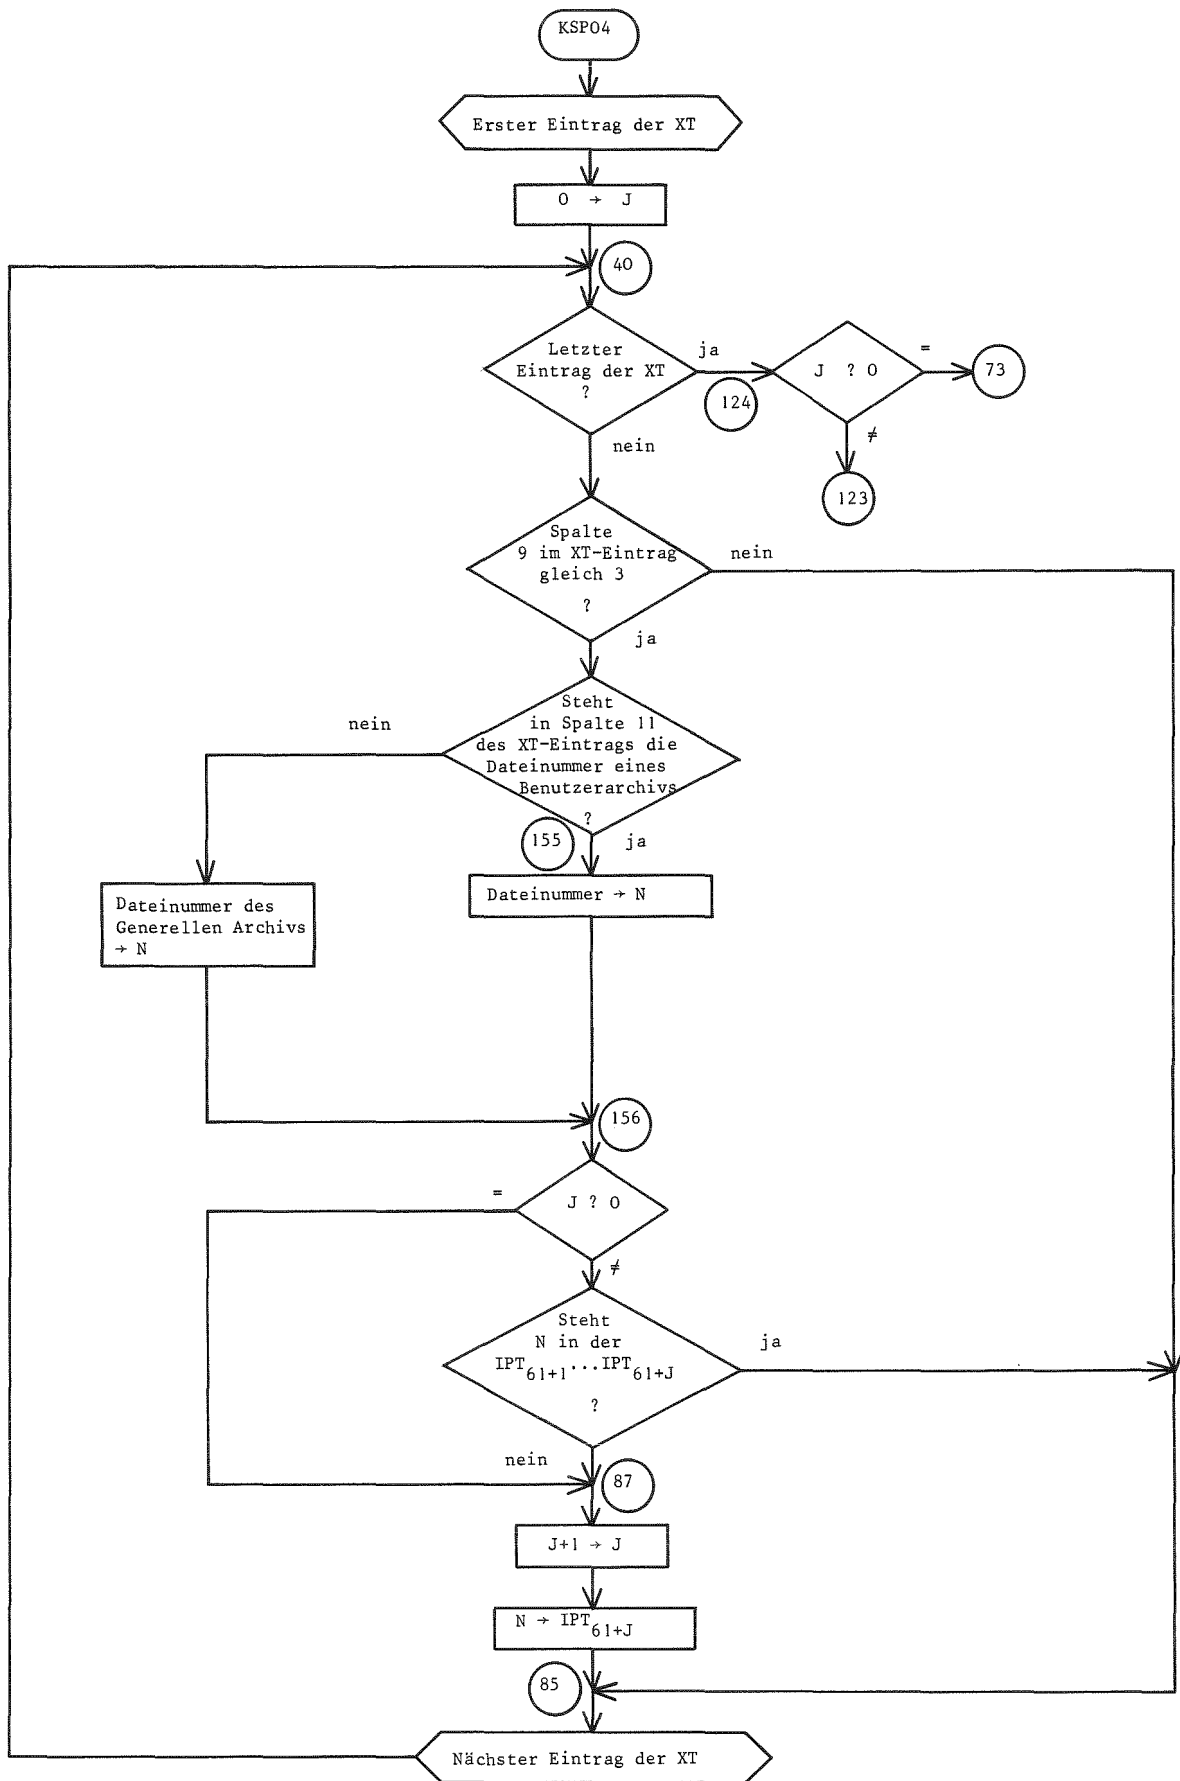 KSP04
Erster Eintrag der XT
0 → J
40
Letzter
Eintrag der XT
?
ja
124
J ? 0
=
73
≠
123
nein
Spalte
9 im XT-Eintrag
gleich 3
?
nein
ja
Steht
in Spalte 11
des XT-Eintrags die
Dateinummer eines
Benutzerarchivs
?
nein
155
ja
Dateinummer des
Generellen Archivs
→ N
Dateinummer → N
156
J ? 0
=
≠
Steht
N in der
IPT61+1...IPT61+J
?
ja
nein
87
J+1 → J
N → IPT61+J
85
Nächster Eintrag der XT